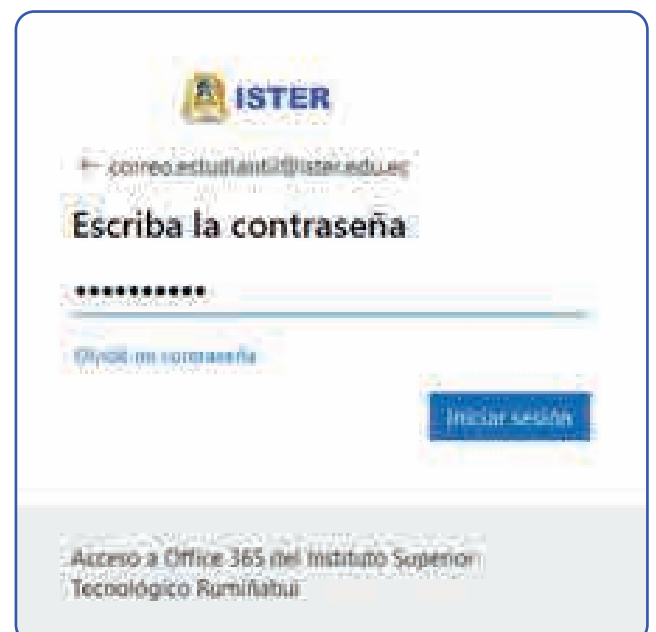 ISTER
← correo.estudiantil@ister.edu.ec
Escriba la contraseña
••••••••••
Olvidé mi contraseña
Iniciar sesión
Acceso a Office 365 del Instituto Superior
Tecnológico Rumiñahui